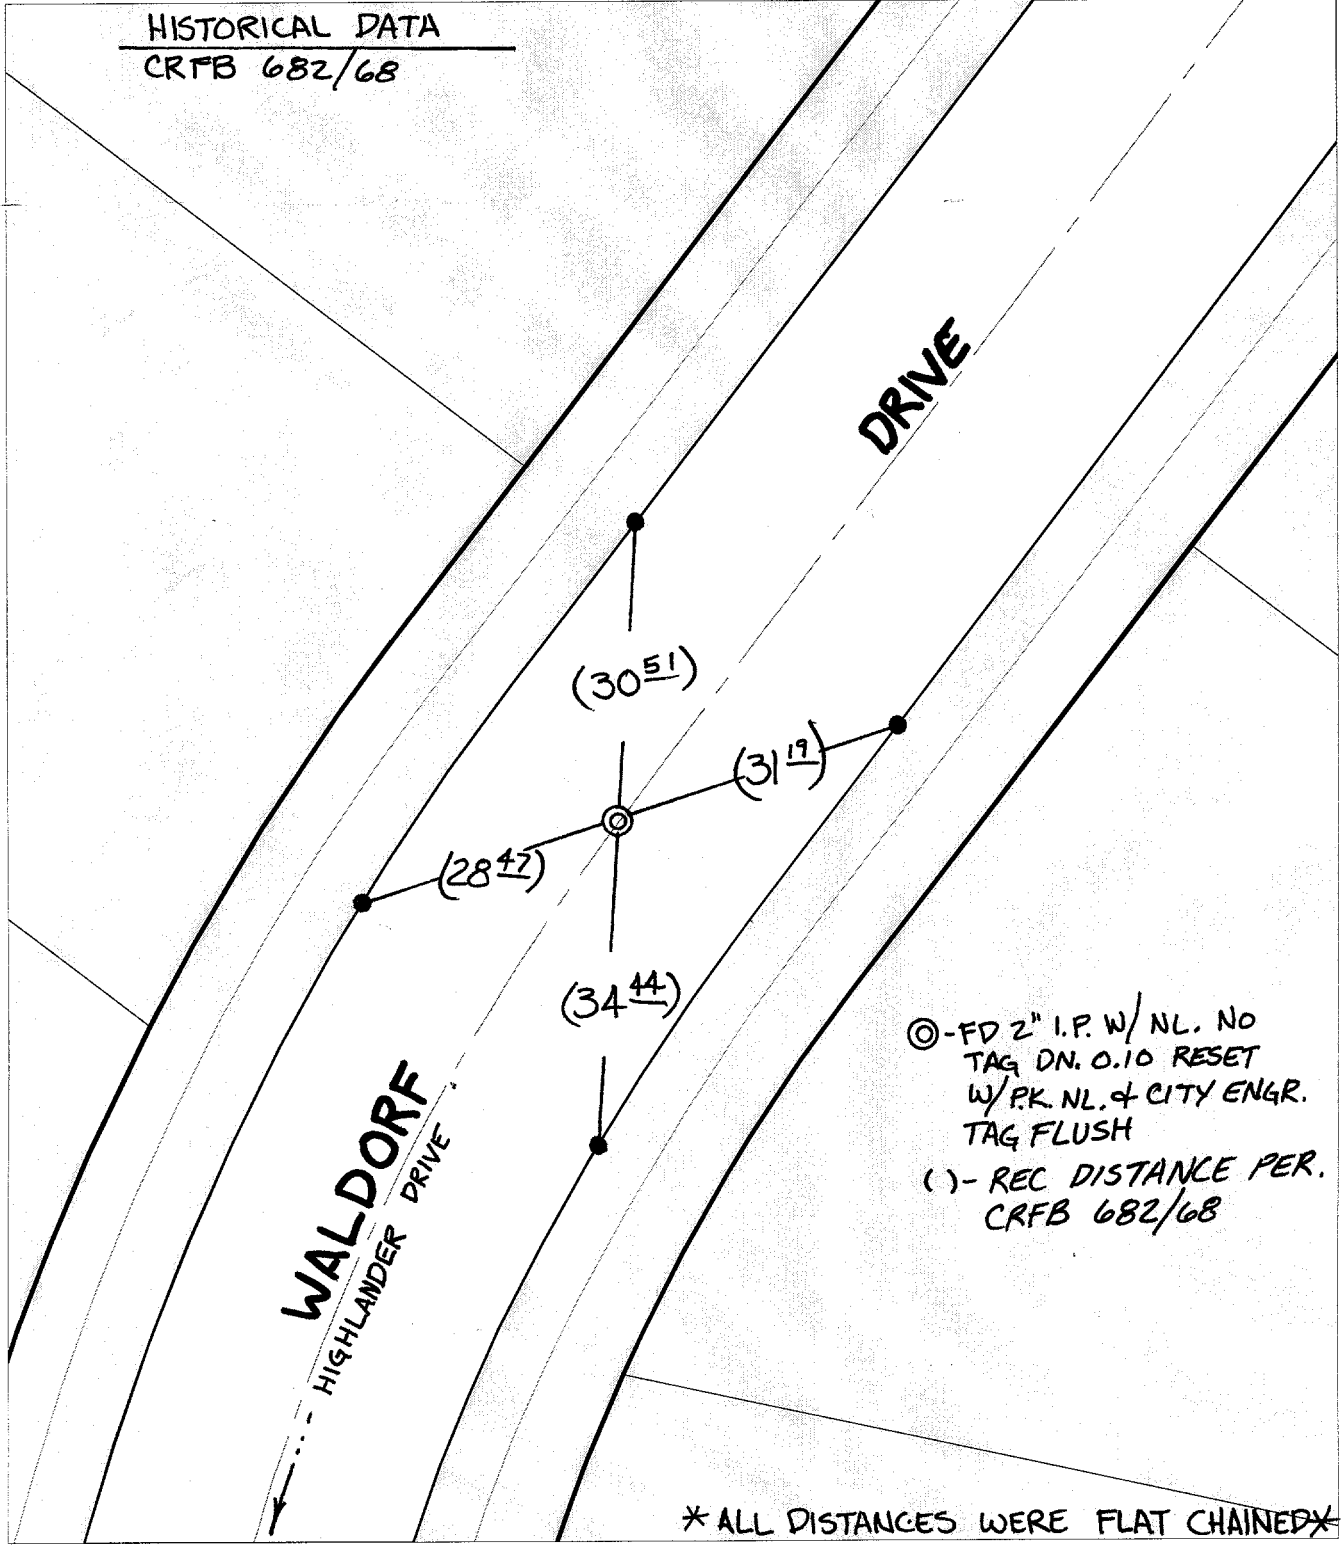 HISTORICAL DATA
CRFB 682/68
DRIVE
(30 51)
(31 19)
(28 47)
(34 44)
WALDORF
HIGHLANDER DRIVE
◎-FD 2" I.P. W/ NL. NO
TAG DN. 0.10 RESET
W/ P.K. NL. & CITY ENGR.
TAG FLUSH
( )- REC DISTANCE PER.
CRFB 682/68
*ALL DISTANCES WERE FLAT CHAINED*